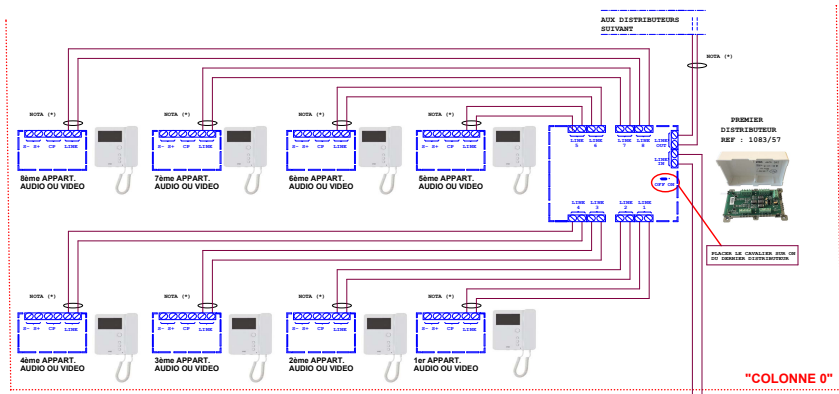 AUX DISTRIBUTEURS
SUIVANT
NOTA (*)
NOTA (*)
NOTA (*)
NOTA (*)
NOTA (*)
PREMIER
DISTRIBUTEUR
REF : 1083/57
S- S+ CP LINE
S- S+ CP LINE
S- S+ CP LINE
S- S+ CP LINE
LINE 5
6
LINE 7
LINE 8
LINE OUT
LINE IN
8ème APPART.
AUDIO OU VIDEO
7ème APPART.
AUDIO OU VIDEO
6ème APPART.
AUDIO OU VIDEO
5ème APPART.
AUDIO OU VIDEO
OFF ON
LINE 4
LINE 3
LINE 2
LINE 1
PLACER LE CAVALIER SUR ON
DU DERNIER DISTRIBUTEUR
NOTA (*)
NOTA (*)
NOTA (*)
NOTA (*)
S- S+ CP LINE
S- S+ CP LINE
S- S+ CP LINE
S- S+ CP LINE
4ème APPART.
AUDIO OU VIDEO
3ème APPART.
AUDIO OU VIDEO
2ème APPART.
AUDIO OU VIDEO
1er APPART.
AUDIO OU VIDEO
"COLONNE 0"